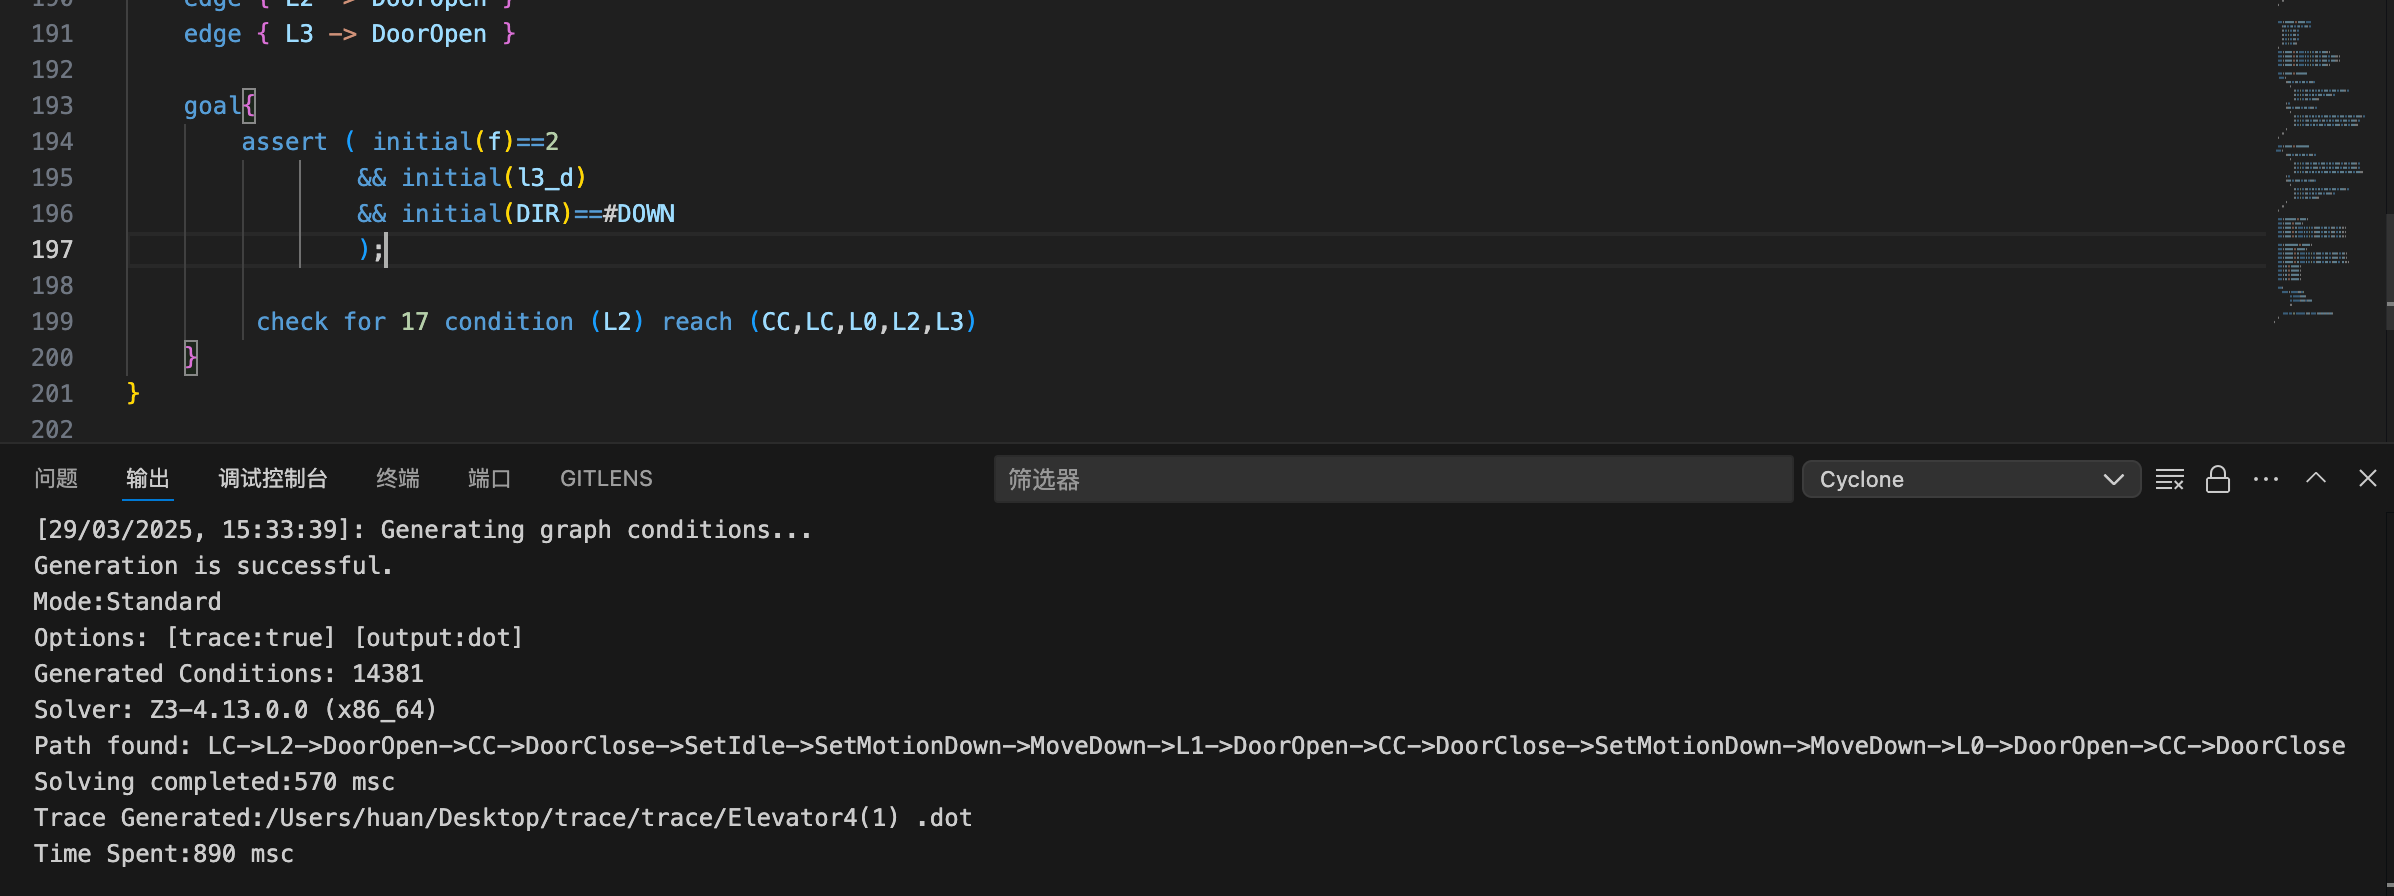 190 edge { L2 -> DoorOpen }
191 edge { L3 -> DoorOpen }
192
193 goal{
194 assert ( initial(f)==2
195 && initial(l3_d)
196 && initial(DIR)==#DOWN
197 );
198
199 check for 17 condition (L2) reach (CC,LC,L0,L2,L3)
200 }
201 }
202
问题 输出 调试控制台 终端 端口 GITLENS 筛选器 Cyclone
[29/03/2025, 15:33:39]: Generating graph conditions...
Generation is successful.
Mode:Standard
Options: [trace:true] [output:dot]
Generated Conditions: 14381
Solver: Z3-4.13.0.0 (x86_64)
Path found: LC->L2->DoorOpen->CC->DoorClose->SetIdle->SetMotionDown->MoveDown->L1->DoorOpen->CC->DoorClose->SetMotionDown->MoveDown->L0->DoorOpen->CC->DoorClose
Solving completed:570 msc
Trace Generated:/Users/huan/Desktop/trace/trace/Elevator4(1) .dot
Time Spent:890 msc